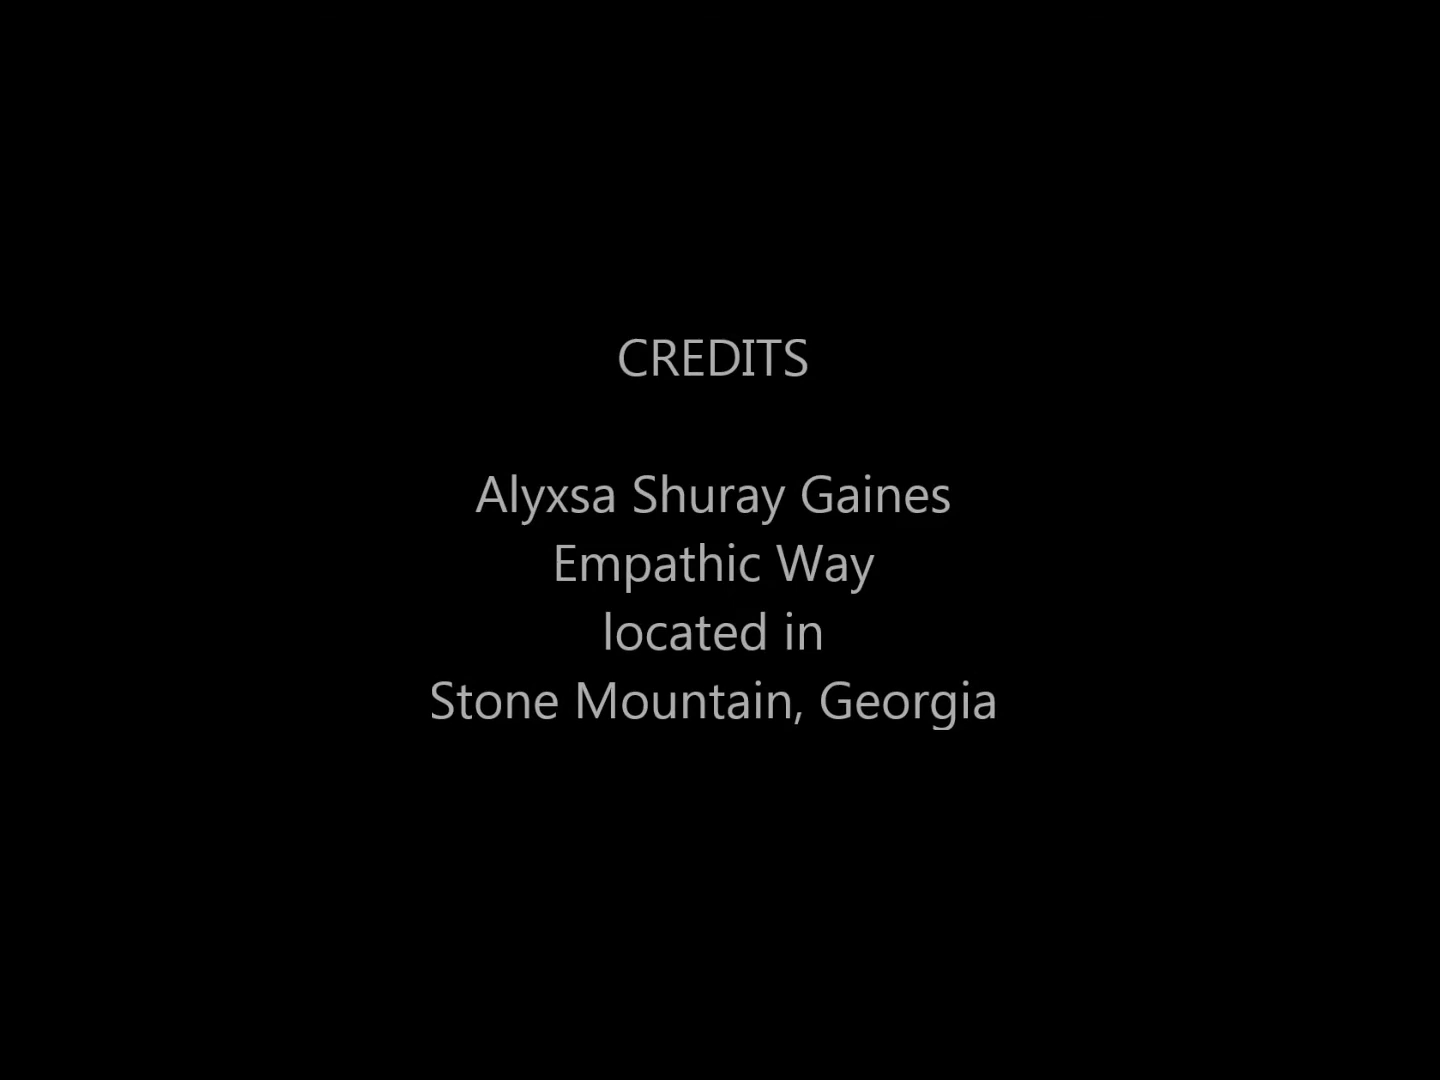 CREDITS
Alyxsa Shuray Gaines
Empathic Way
located in
Stone Mountain, Georgia